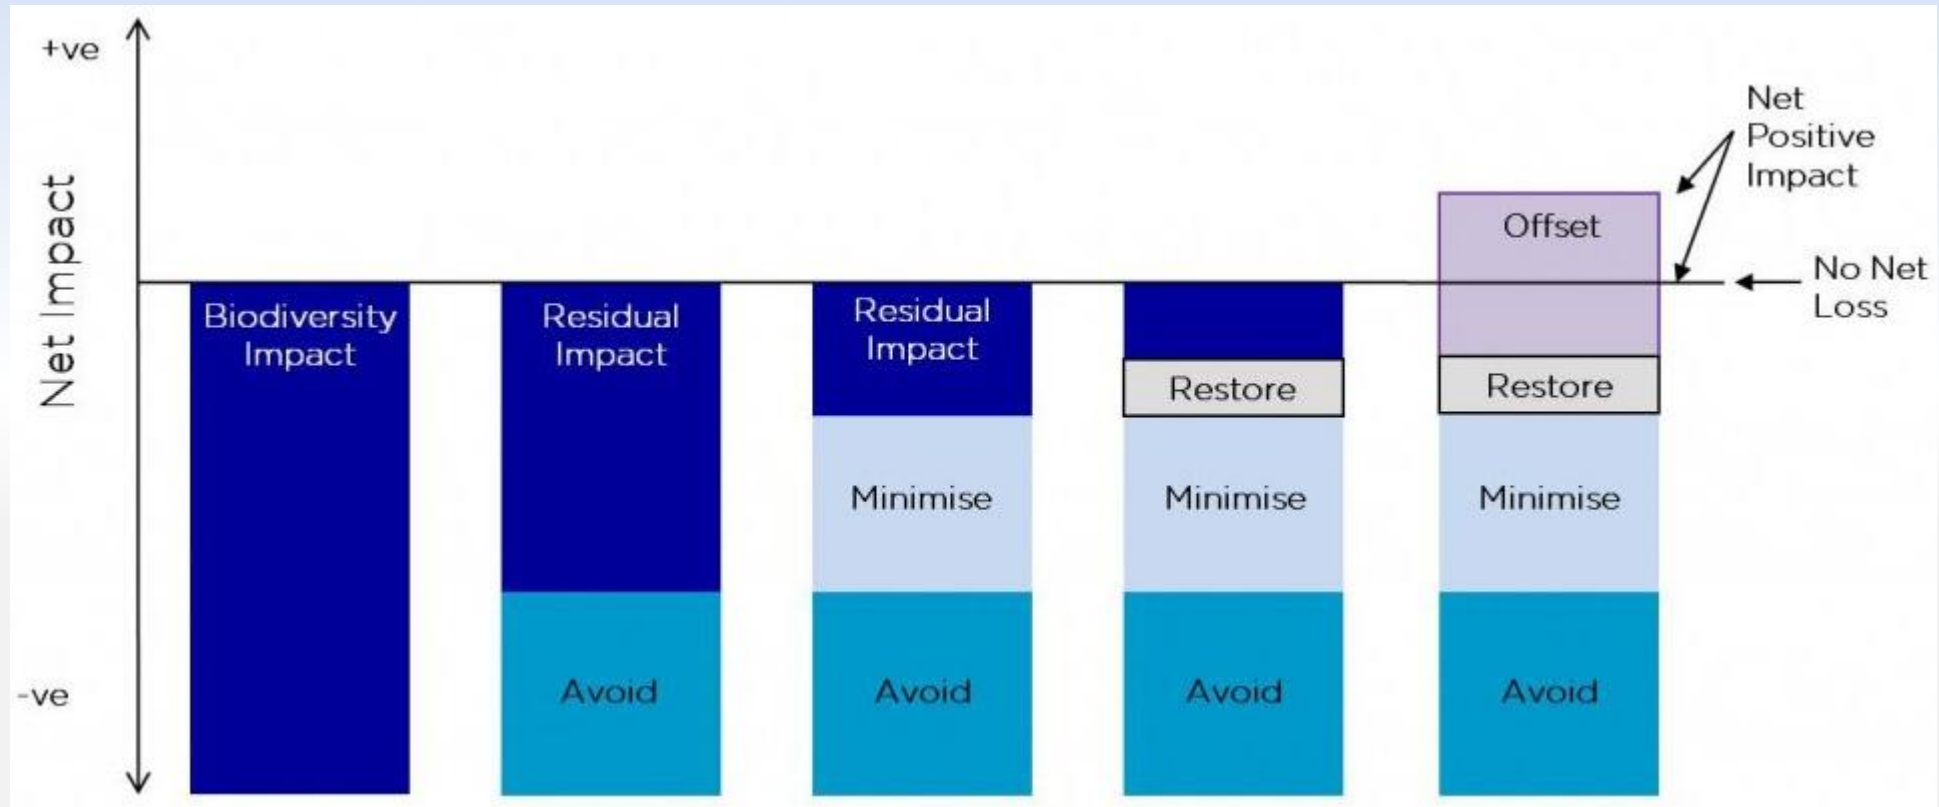 +ve
Net Impact
-ve
Biodiversity
Impact
Residual
Impact
Avoid
Residual
Impact
Minimise
Avoid
Restore
Minimise
Avoid
Offset
Restore
Minimise
Avoid
Net
Positive
Impact
No Net
Loss